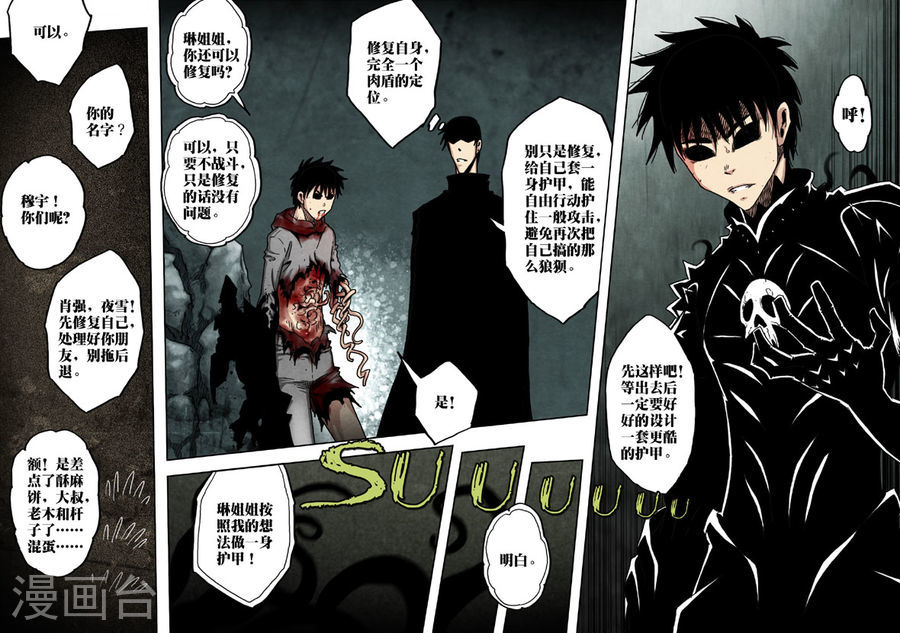 可以。
你的
名字？
稼宇！
你们呢？
肖强，夜雪！
先修复自己，
处理好你朋
友，别拖后
退。
额！是差
点了酥麻
饼，大叔，
老木和杆
子了……
混蛋……
琳姐姐，
你还可以
修复吗？
可以，只
要不战斗，
只是修复
的话没有
问题。
修复自身，
完全一个
肉盾的定
位。
别只是修复，
给自己套一
身护甲，能
自由行动护
住一般攻击，
避免再次把
自己搞的那
么狼狈。
是！
琳姐姐按
照我的想
法做一身
护甲！
明白。
SUUUUUU
呼！
先这样吧！
等出去后
一定要好
好的设计
一套更酷
的护甲。
漫画台